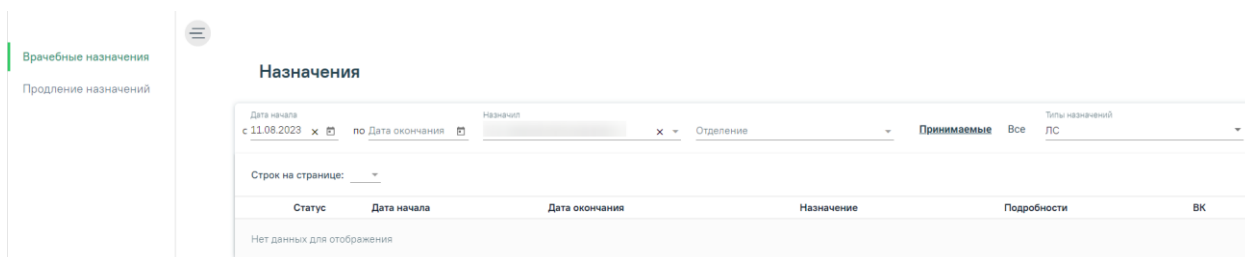 Врачебные назначения
Продление назначений
Назначения
Дата начала
Назначил
Типы назначений
с 11.08.2023 x по Дата окончания x Отделение Принимаемые Все ЛС
Строк на странице:
Статус Дата начала Дата окончания Назначение Подробности ВК
Нет данных для отображения